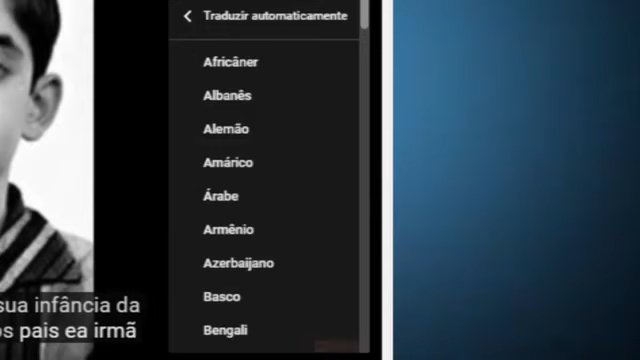 Traduzir automaticamente
Africâner
Albanês
Alemão
Amárico
Árabe
Armênio
Azerbaijano
Basco
Bengali
sua infância da
os pais ea irmã